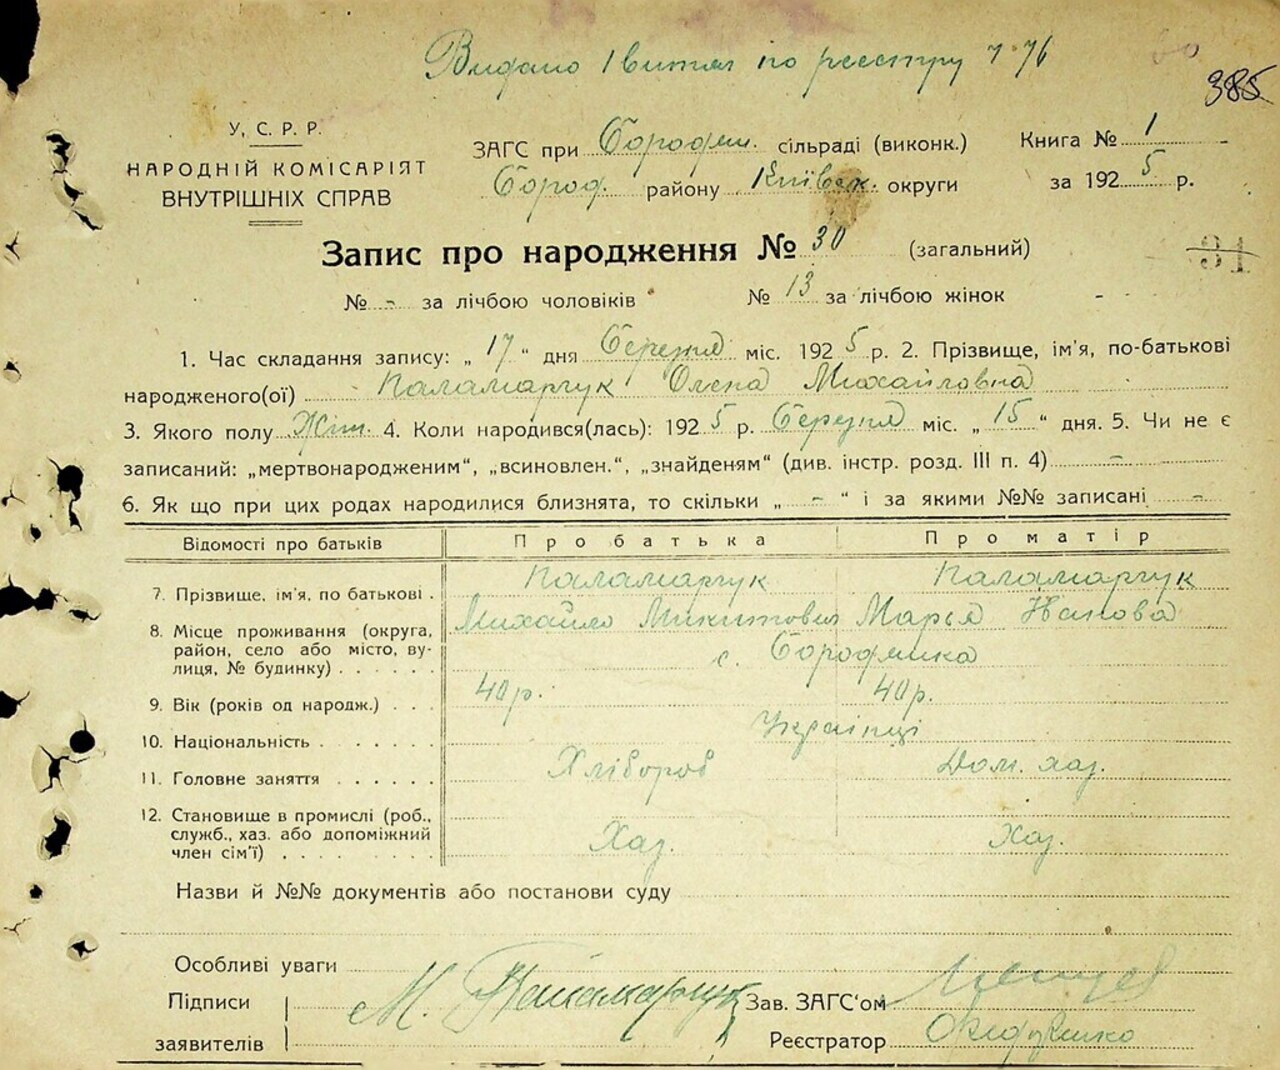 Видано 1 витяг по реєстру 7 76
385
У. С. Р. Р.
НАРОДНІЙ КОМІСАРІЯТ
ВНУТРІШНІХ СПРАВ
ЗАГС при Бородян. сільраді (виконк.)
Бород. району Київськ. округи
Книга № 1
за 1925 р.
Запис про народження № 30 (загальний)
31
№ - за лічбою чоловіків № 13 за лічбою жінок -
1. Час складання запису: „17“ дня Березня міс. 1925 р. 2. Прізвище, ім'я, по-батькові
народженого(ої) Паламарчук Олена Михайловна
3. Якого полу Жін. 4. Коли народився(лась): 1925 р. Березня міс. „15“ дня. 5. Чи не є
записаний: „мертвонародженим“, „всиновлен.“, „знайденям“ (див. інстр. розд. III п. 4) -
6. Як що при цих родах народилися близнята, то скільки „ - “ і за якими №№ записані -
Відомості про батьків Про батька Про матір
7. Прізвище, ім'я, по батькові . Паламарчук Паламарчук
Михайло Микитович Марья Иванова
8. Місце проживання (округа,
район, село або місто, ву-
лиця, № будинку) . . . . . . с. Бородянка
9. Вік (років од народж.) . . . 40 р. 40 р.
10. Національність . . . . . . Українці
11. Головне заняття . . . . . . Хлібороб Дом. хаз.
12. Становище в промислі (роб.,
служб., хаз. або допоміжний
член сім'ї) . . . . . . . . Хаз. Хаз.
Назви й №№ документів або постанови суду
Особливі уваги
Підписи
заявителів
М. Паламарчук
Зав. ЗАГС'ом
Реєстратор